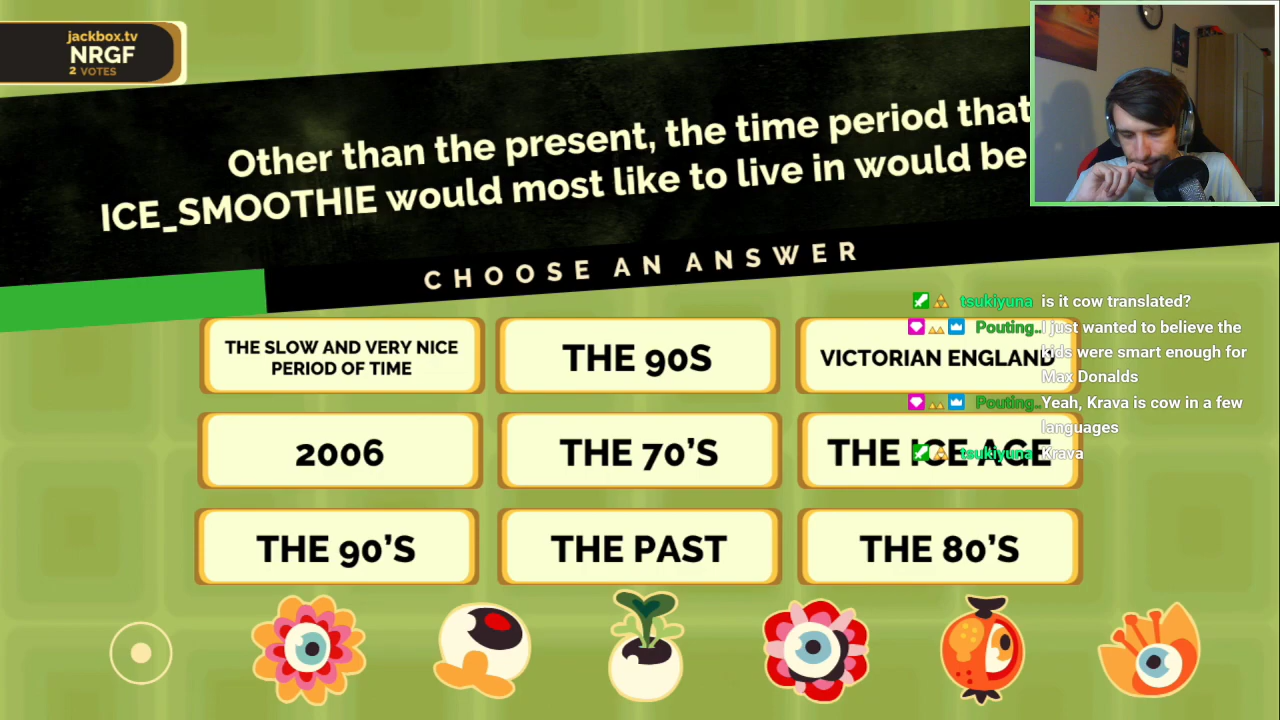 jackbox.tv
NRGF
2 VOTES
Other than the present, the time period that
ICE_SMOOTHIE would most like to live in would be
CHOOSE AN ANSWER
THE SLOW AND VERY NICE
PERIOD OF TIME
THE 90S
VICTORIAN ENGLAND
2006
THE 70'S
THE ICE AGE
THE 90'S
THE PAST
THE 80'S
tsukiyuna is it cow translated?
Pouting.. I just wanted to believe the
kids were smart enough for
Max Donalds
Pouting.. Yeah, Krava is cow in a few
languages
tsukiyuna Krava